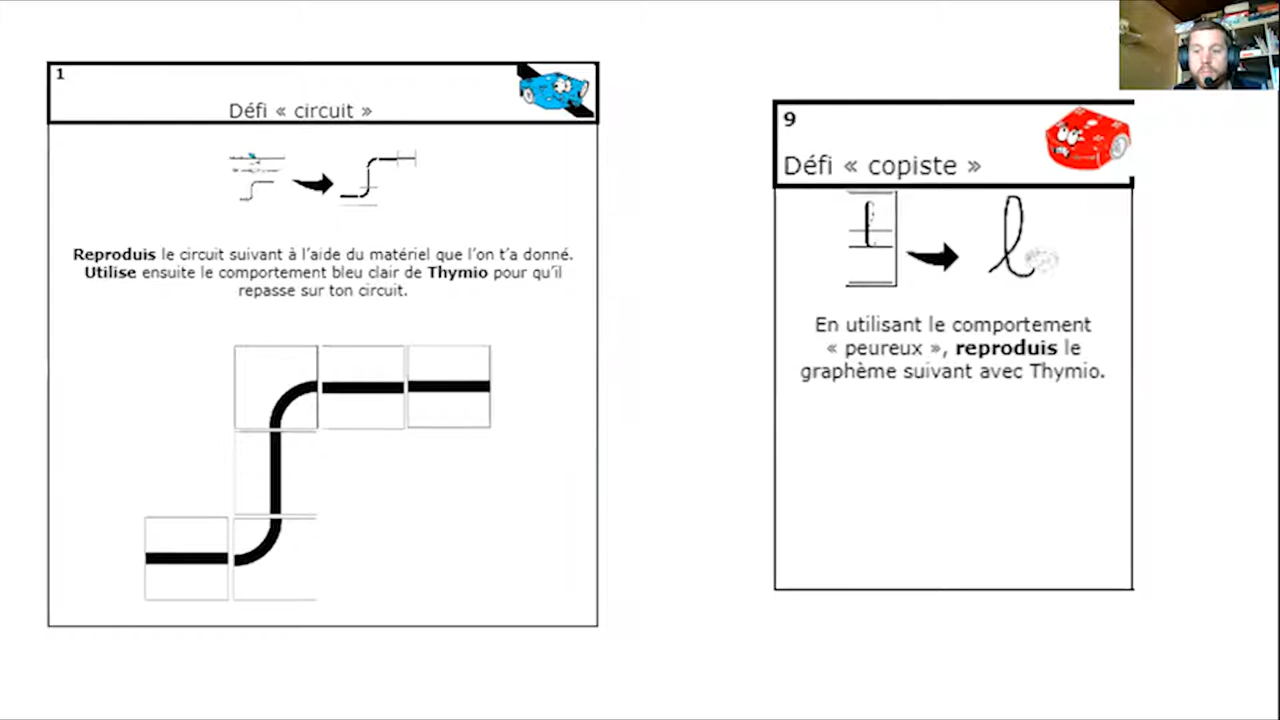 1
Défi « circuit »
Reproduis le circuit suivant à l'aide du matériel que l'on t'a donné.
Utilise ensuite le comportement bleu clair de Thymio pour qu'il
repasse sur ton circuit.
9
Défi « copiste »
l
l
En utilisant le comportement
« peureux », reproduis le
graphème suivant avec Thymio.